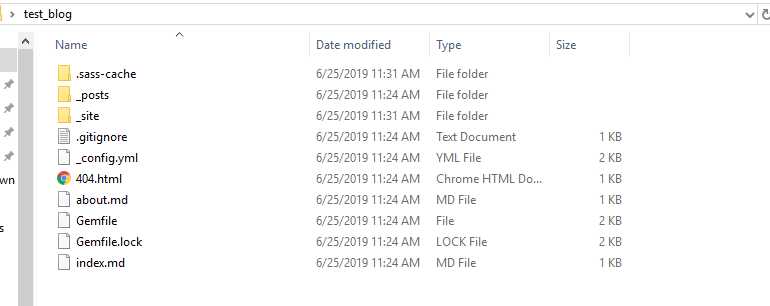 test_blog
Name Date modified Type Size
.sass-cache 6/25/2019 11:31 AM File folder
_posts 6/25/2019 11:24 AM File folder
_site 6/25/2019 11:31 AM File folder
.gitignore 6/25/2019 11:24 AM Text Document 1 KB
_config.yml 6/25/2019 11:24 AM YML File 2 KB
404.html 6/25/2019 11:24 AM Chrome HTML Do... 1 KB
about.md 6/25/2019 11:24 AM MD File 1 KB
wn
Gemfile 6/25/2019 11:24 AM File 2 KB
s
Gemfile.lock 6/25/2019 11:24 AM LOCK File 2 KB
index.md 6/25/2019 11:24 AM MD File 1 KB